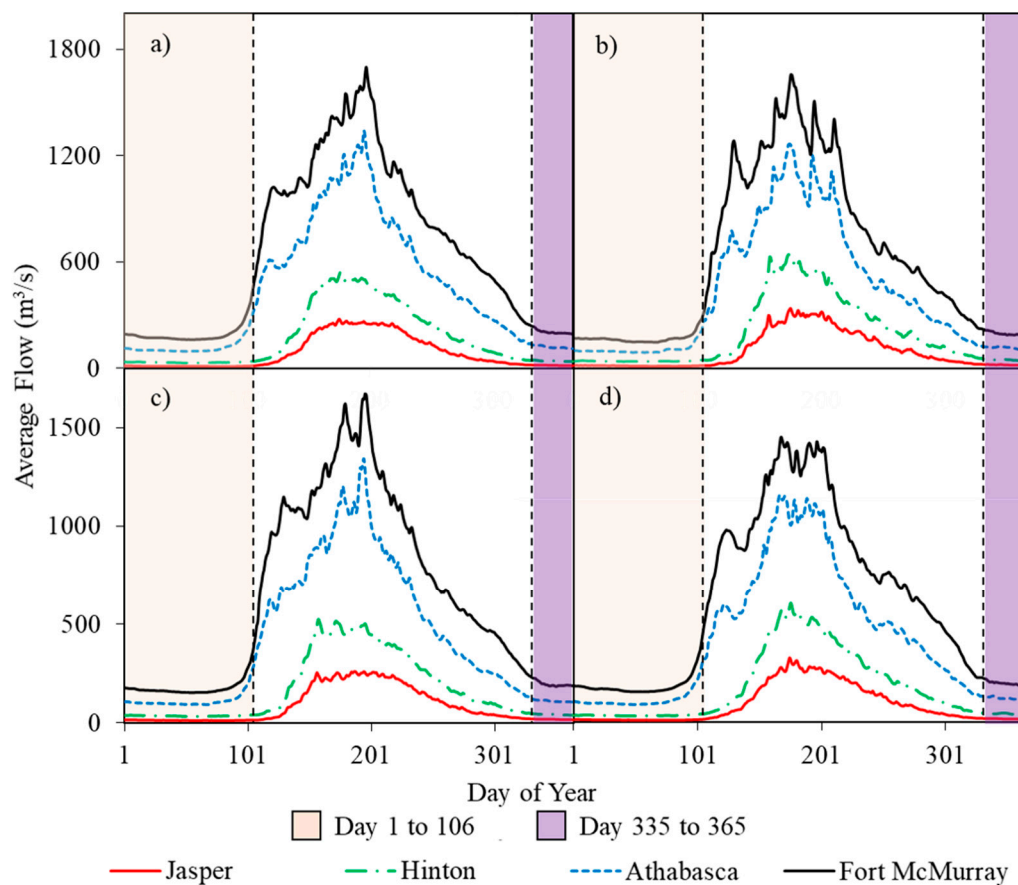 a)
b)
1800
1200
600
0
c)
d)
1500
1000
500
0
1
101
201
301
1
101
201
301
Average Flow (m³/s)
Day of Year
Day 1 to 106
Day 335 to 365
Jasper
Hinton
Athabasca
Fort McMurray